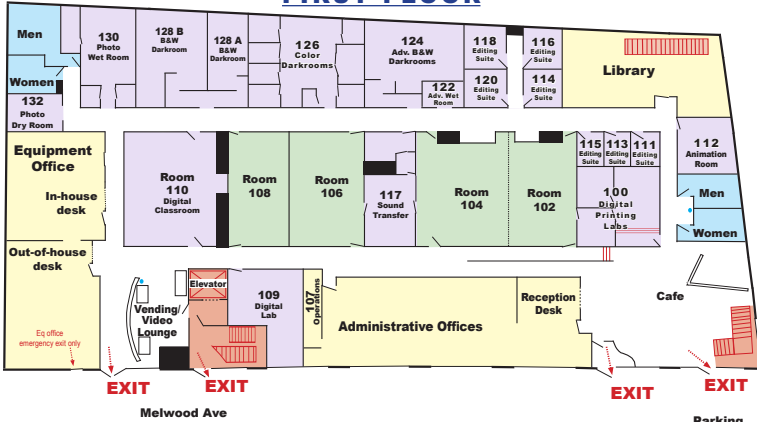 FIRST FLOOR
Men
Women
130
Photo
Wet Room
128 B
B&W
Darkroom
128 A
B&W
Darkroom
126
Color
Darkrooms
124
Adv. B&W
Darkrooms
122
Adv. Wet
Room
118
Editing
Suite
120
Editing
Suite
116
Editing
Suite
114
Editing
Suite
Library
132
Photo
Dry Room
Equipment
Office
In-house
desk
Out-of-house
desk
Eq office
emergency exit only
Room
110
Digital
Classroom
Room
108
Room
106
117
Sound
Transfer
Room
104
Room
102
115
Editing
Suite
113
Editing
Suite
111
Editing
Suite
100
Digital
Printing
Labs
112
Animation
Room
Men
Women
Vending/
Video
Lounge
Elevator
109
Digital
Lab
107
Operations
Administrative Offices
Reception
Desk
Cafe
EXIT
EXIT
EXIT
EXIT
Melwood Ave
Parking